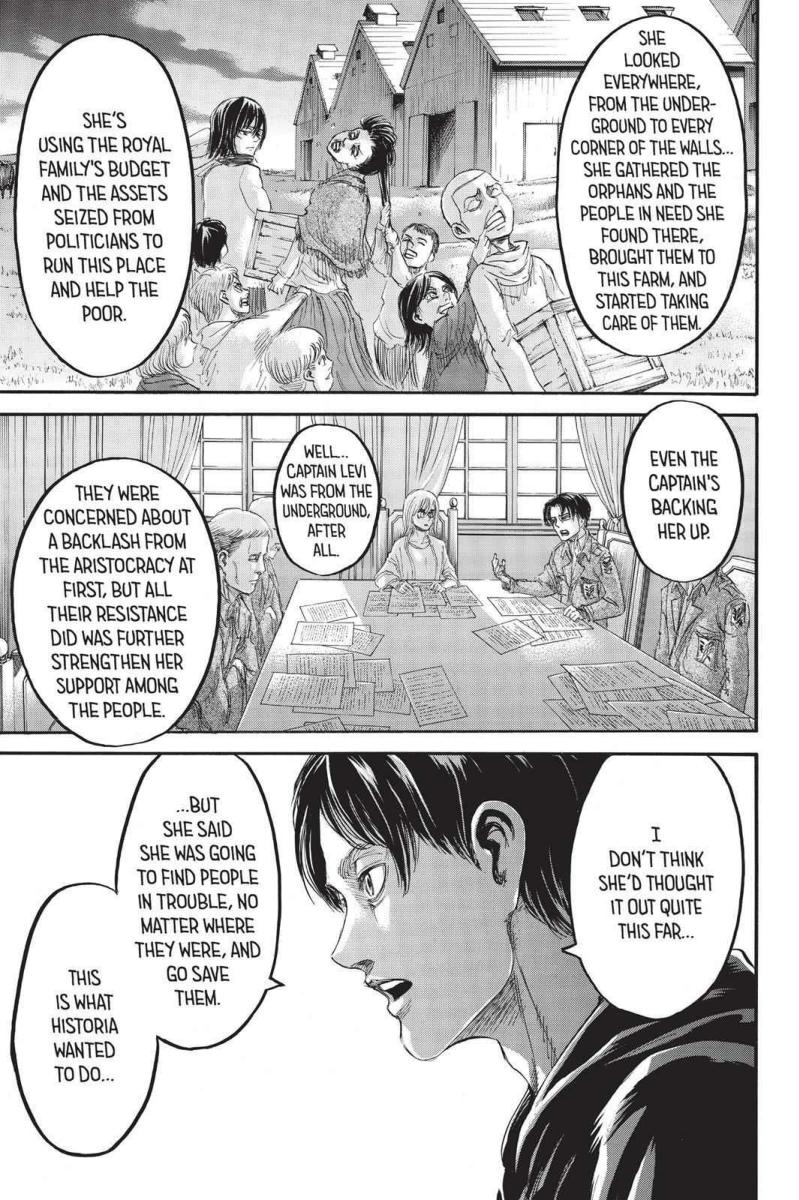 SHE
LOOKED
EVERYWHERE,
FROM THE UNDER-
GROUND TO EVERY
CORNER OF THE WALLS...
SHE GATHERED THE
ORPHANS AND THE
PEOPLE IN NEED SHE
FOUND THERE,
BROUGHT THEM TO
THIS FARM, AND
STARTED TAKING
CARE OF THEM.
SHE'S
USING THE ROYAL
FAMILY'S BUDGET
AND THE ASSETS
SEIZED FROM
POLITICIANS TO
RUN THIS PLACE
AND HELP THE
POOR.
EVEN THE
CAPTAIN'S
BACKING
HER UP.
WELL..
CAPTAIN LEVI
WAS FROM THE
UNDERGROUND,
AFTER
ALL.
THEY WERE
CONCERNED ABOUT
A BACKLASH FROM
THE ARISTOCRACY AT
FIRST, BUT ALL
THEIR RESISTANCE
DID WAS FURTHER
STRENGTHEN HER
SUPPORT AMONG
THE PEOPLE.
I
DON'T THINK
SHE'D THOUGHT
IT OUT QUITE
THIS FAR...
...BUT
SHE SAID
SHE WAS GOING
TO FIND PEOPLE
IN TROUBLE, NO
MATTER WHERE
THEY WERE, AND
GO SAVE
THEM.
THIS
IS WHAT
HISTORIA
WANTED
TO DO...